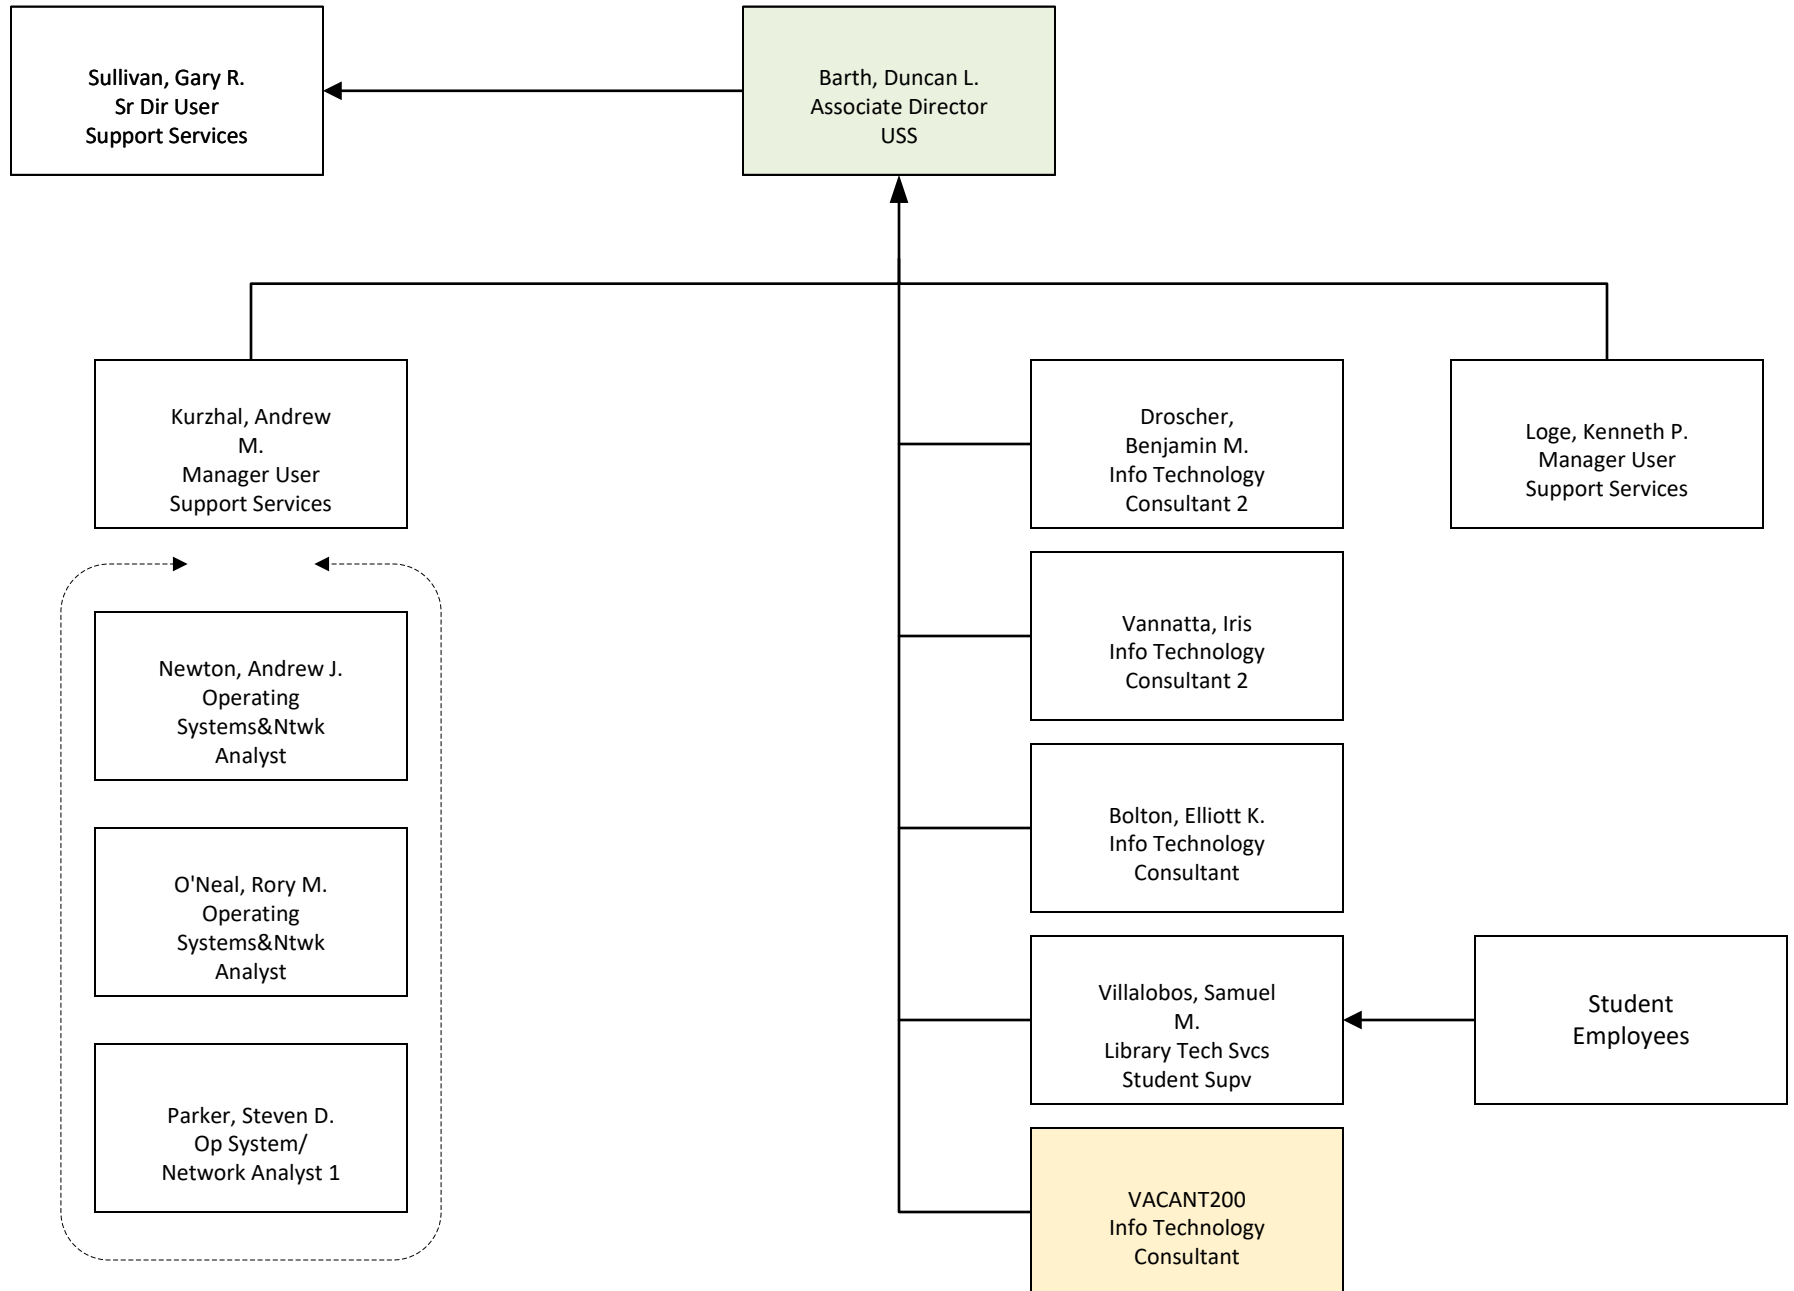 Sullivan, Gary R.
Sr Dir User
Support Services
Barth, Duncan L.
Associate Director
USS
Kurzhal, Andrew
M.
Manager User
Support Services
Droscher,
Benjamin M.
Info Technology
Consultant 2
Loge, Kenneth P.
Manager User
Support Services
Newton, Andrew J.
Operating
Systems&Ntwk
Analyst
Vannatta, Iris
Info Technology
Consultant 2
O'Neal, Rory M.
Operating
Systems&Ntwk
Analyst
Bolton, Elliott K.
Info Technology
Consultant
Parker, Steven D.
Op System/
Network Analyst 1
Villalobos, Samuel
M.
Library Tech Svcs
Student Supv
Student
Employees
VACANT200
Info Technology
Consultant